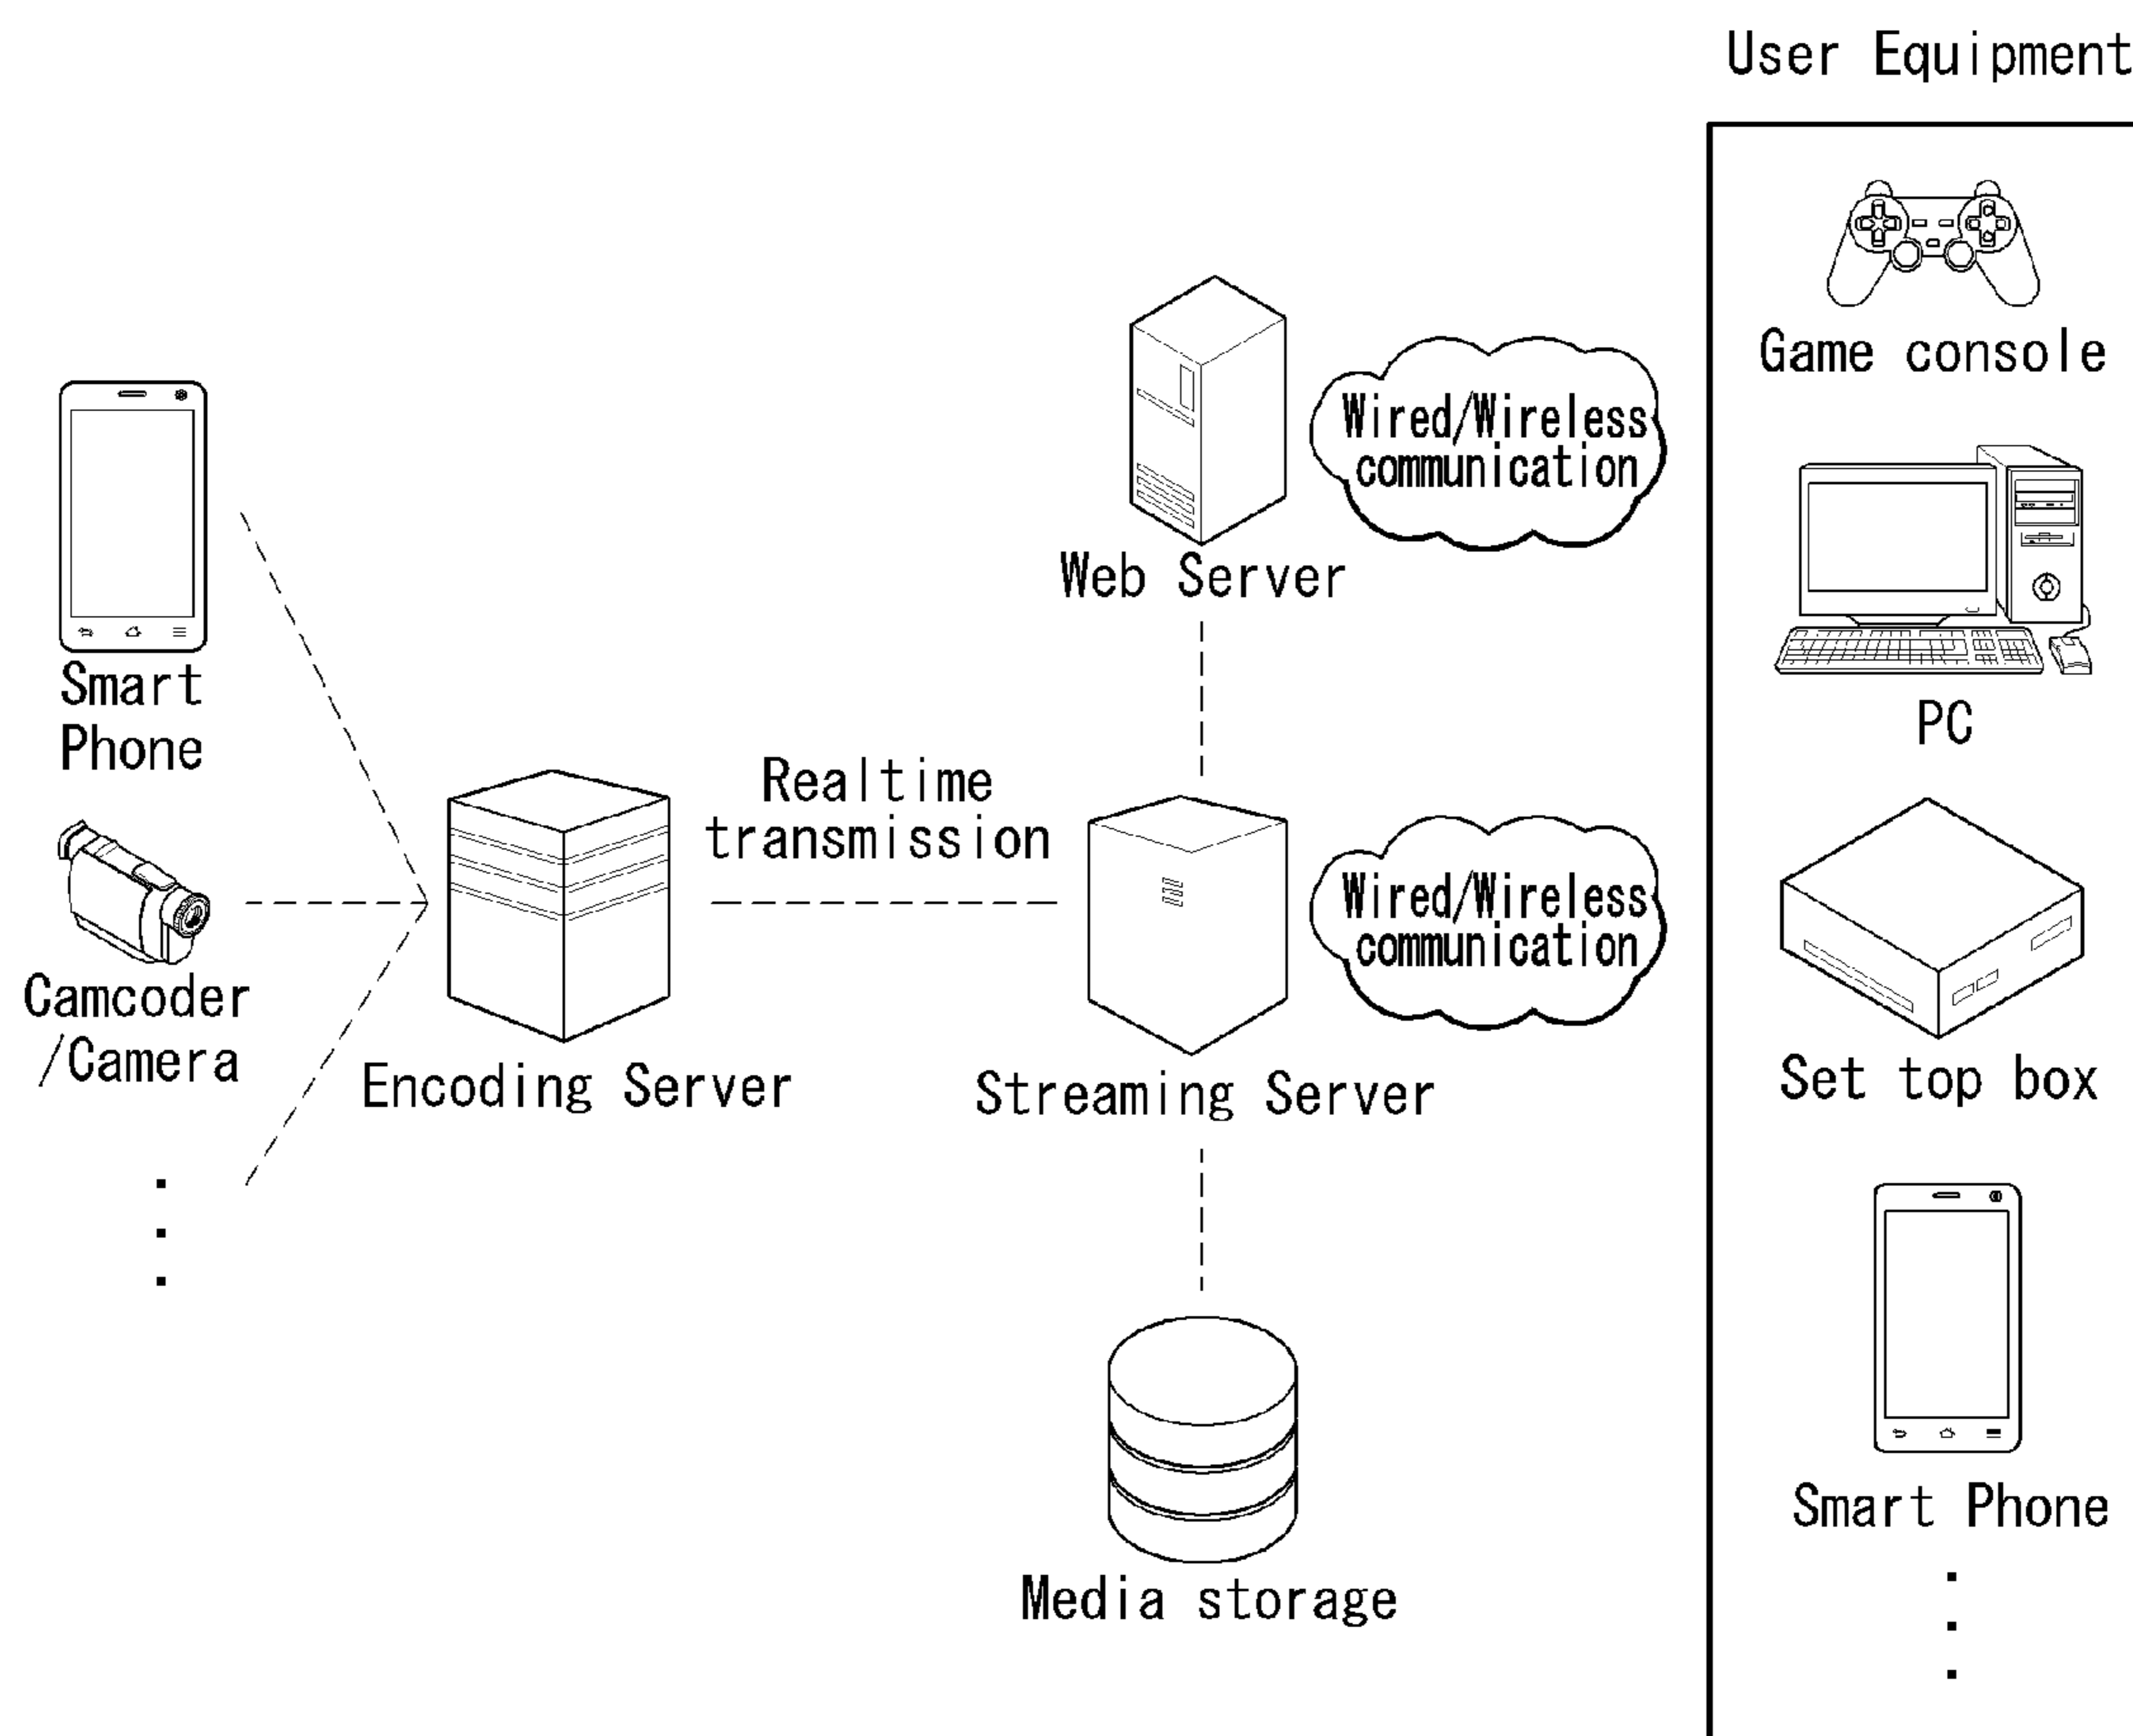 User Equipment
Game console
Wired/Wireless
communication
Web Server
Smart
Phone
PC
Realtime
transmission
Wired/Wireless
communication
Camcoder
/Camera
Encoding Server
Streaming Server
Set top box
Smart Phone
Media storage